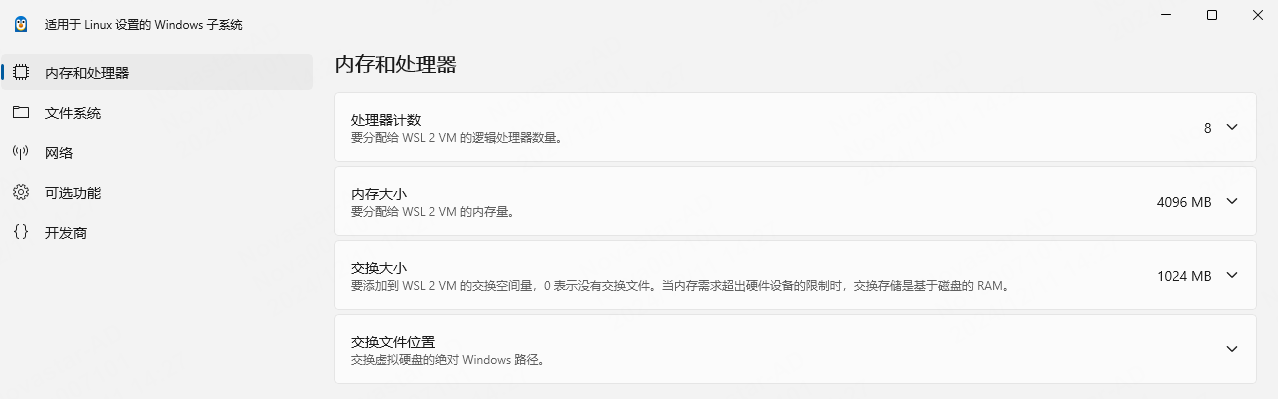 适用于 Linux 设置的 Windows 子系统
内存和处理器
文件系统
网络
可选功能
开发商
内存和处理器
处理器计数
要分配给 WSL 2 VM 的逻辑处理器数量。
8
内存大小
要分配给 WSL 2 VM 的内存量。
4096 MB
交换大小
要添加到 WSL 2 VM 的交换空间量，0 表示没有交换文件。当内存需求超出硬件设备的限制时，交换存储是基于磁盘的 RAM。
1024 MB
交换文件位置
交换虚拟硬盘的绝对 Windows 路径。